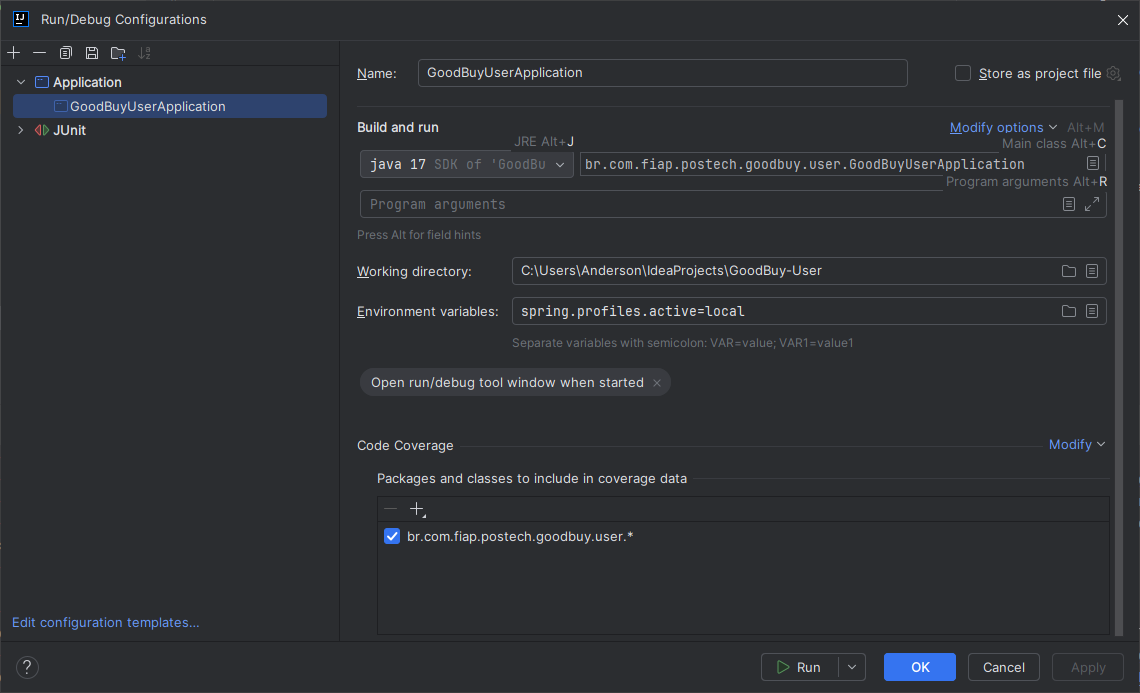 Run/Debug Configurations
Application
GoodBuyUserApplication
JUnit
Edit configuration templates...
Name:
GoodBuyUserApplication
Store as project file
Build and run
Modify options
Alt+M
JRE Alt+J
Main class Alt+C
java 17 SDK of 'GoodBu
br.com.fiap.postech.goodbuy.user.GoodBuyUserApplication
Program arguments Alt+R
Program arguments
Press Alt for field hints
Working directory:
C:\Users\Anderson\IdeaProjects\GoodBuy-User
Environment variables:
spring.profiles.active=local
Separate variables with semicolon: VAR=value; VAR1=value1
Open run/debug tool window when started
Code Coverage
Modify
Packages and classes to include in coverage data
br.com.fiap.postech.goodbuy.user.*
?
Run
OK
Cancel
Apply